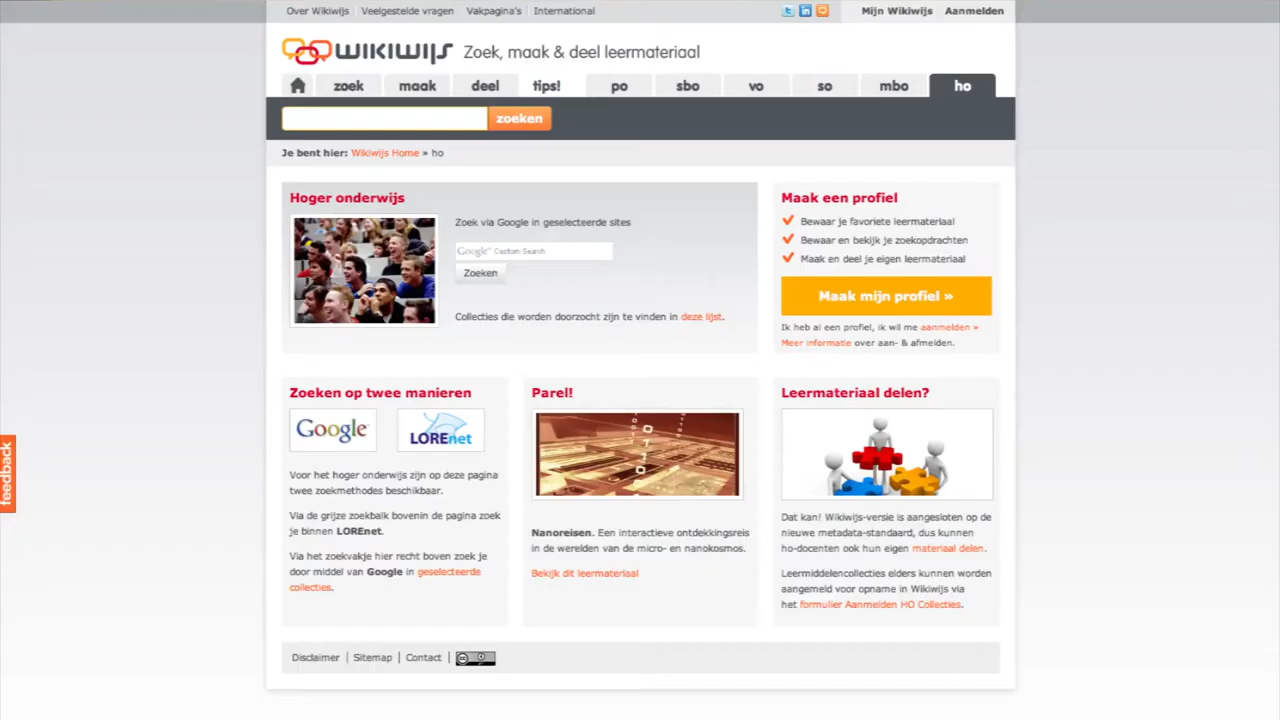 Over Wikiwijs Veelgestelde vragen Vakpagina's International Mijn Wikiwijs Aanmelden
WIKIWIJS Zoek, maak & deel leermateriaal
zoek maak deel tips! po sbo vo so mbo ho
zoeken
Je bent hier: Wikiwijs Home » ho
Hoger onderwijs
Zoek via Google in geselecteerde sites
Google™ Custom Search
Zoeken
Collecties die worden doorzocht zijn te vinden in deze lijst.
Maak een profiel
Bewaar je favoriete leermateriaal
Bewaar en bekijk je zoekopdrachten
Maak en deel je eigen leermateriaal
Maak mijn profiel »
Ik heb al een profiel, ik wil me aanmelden »
Meer informatie over aan- & afmelden.
feedback
Zoeken op twee manieren
Google LOREnet
Voor het hoger onderwijs zijn op deze pagina
twee zoekmethodes beschikbaar.
Via de grijze zoekbalk bovenin de pagina zoek
je binnen LOREnet.
Via het zoekvakje hier recht boven zoek je
door middel van Google in geselecteerde
collecties.
Parel!
Nanoreisen. Een interactieve ontdekkingsreis
in de werelden van de micro- en nanokosmos.
Bekijk dit leermateriaal
Leermateriaal delen?
Dat kan! Wikiwijs-versie is aangesloten op de
nieuwe metadata-standaard, dus kunnen
ho-docenten ook hun eigen materiaal delen.
Leermiddelencollecties elders kunnen worden
aangemeld voor opname in Wikiwijs via
het formulier Aanmelden HO Collecties.
Disclaimer | Sitemap | Contact |